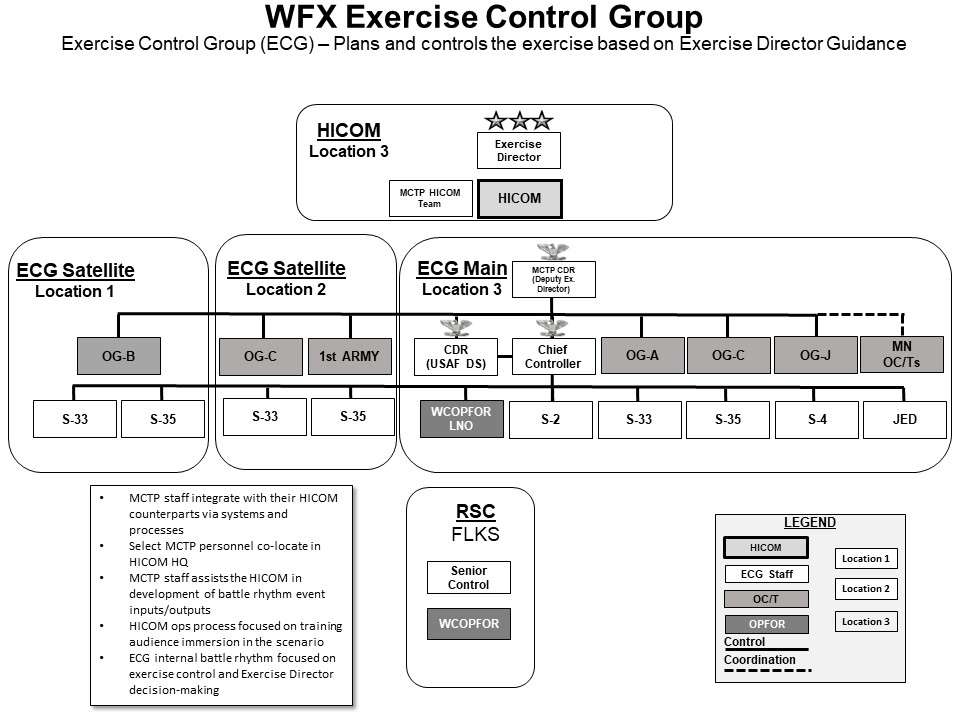 WFX Exercise Control Group
Exercise Control Group (ECG) – Plans and controls the exercise based on Exercise Director Guidance
HICOM
Location 3
Exercise
Director
MCTP HICOM
Team
HICOM
ECG Satellite
Location 1
ECG Satellite
Location 2
ECG Main
Location 3
MCTP CDR
(Deputy Ex.
Director)
OG-B
OG-C
1st ARMY
CDR
(USAF DS)
Chief
Controller
OG-A
OG-C
OG-J
MN
OC/Ts
S-33
S-35
S-33
S-35
WCOPFOR
LNO
S-2
S-33
S-35
S-4
JED
• MCTP staff integrate with their HICOM
counterparts via systems and
processes
• Select MCTP personnel co-locate in
HICOM HQ
• MCTP staff assists the HICOM in
development of battle rhythm event
inputs/outputs
• HICOM ops process focused on training
audience immersion in the scenario
• ECG internal battle rhythm focused on
exercise control and Exercise Director
decision-making
RSC
FLKS
Senior
Control
WCOPFOR
LEGEND
HICOM
ECG Staff
OC/T
OPFOR
Control
Coordination
Location 1
Location 2
Location 3